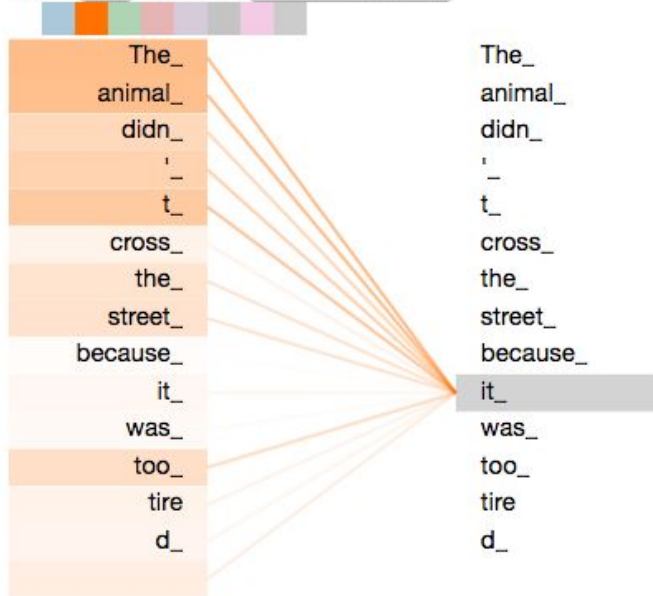 The_ The_
animal_ animal_
didn_ didn_
'_ '_
t_ t_
cross_ cross_
the_ the_
street_ street_
because_ because_
it_ it_
was_ was_
too_ too_
tire tire
d_ d_